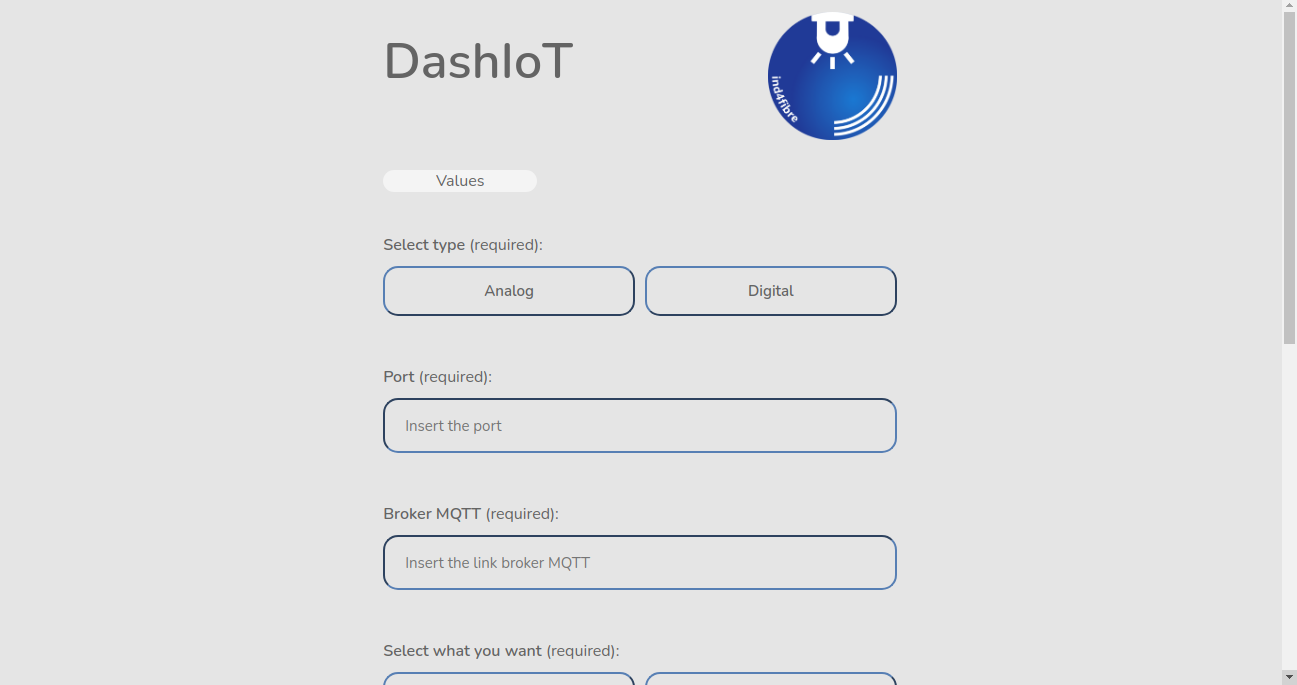 DashIoT
ind4fibre
Values
Select type (required):
Analog
Digital
Port (required):
Insert the port
Broker MQTT (required):
Insert the link broker MQTT
Select what you want (required):